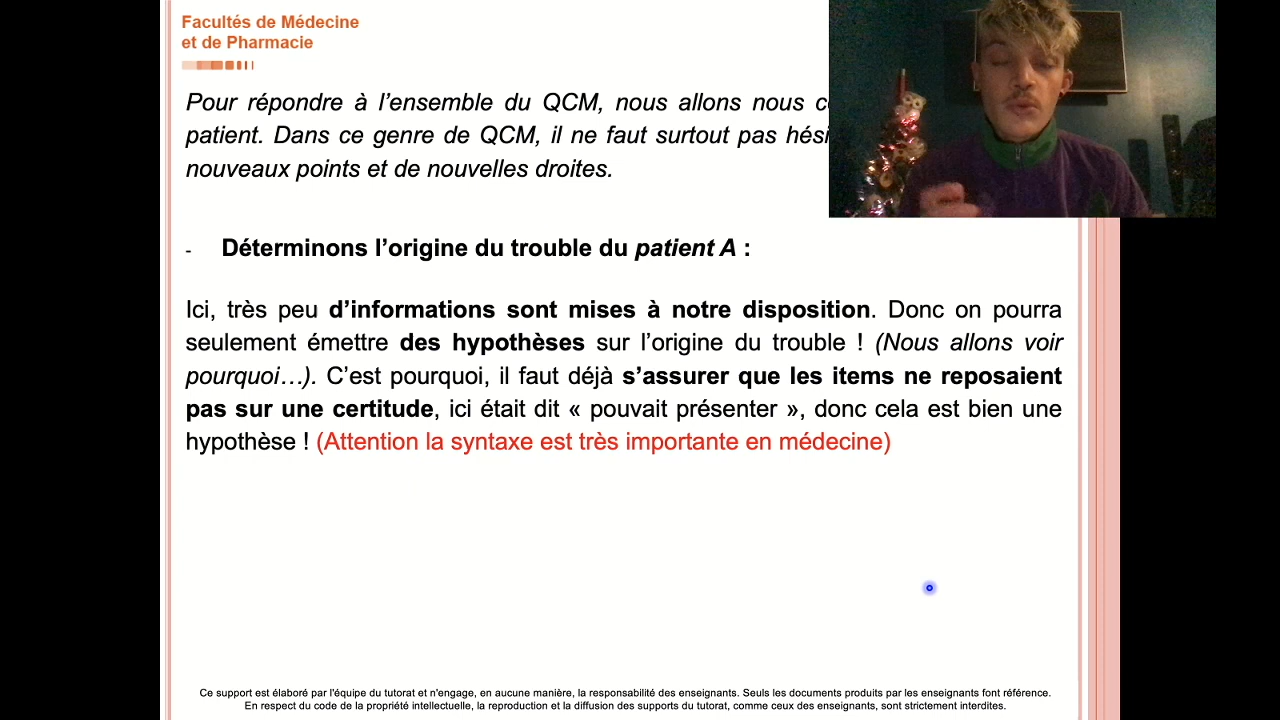 Facultés de Médecine
et de Pharmacie
Pour répondre à l’ensemble du QCM, nous allons nous
patient. Dans ce genre de QCM, il ne faut surtout pas
nouveaux points et de nouvelles droites.
- Déterminons l’origine du trouble du patient A :
Ici, très peu d’informations sont mises à notre disposition. Donc on pourra
seulement émettre des hypothèses sur l’origine du trouble ! (Nous allons voir
pourquoi…). C’est pourquoi, il faut déjà s’assurer que les items ne reposaient
pas sur une certitude, ici était dit « pouvait présenter », donc cela est bien une
hypothèse ! (Attention la syntaxe est très importante en médecine)
Ce support est élaboré par l'équipe du tutorat et n'engage, en aucune manière, la responsabilité des enseignants. Seuls les documents produits par les enseignants font référence.
En respect du code de la propriété intellectuelle, la reproduction et la diffusion des supports du tutorat, comme ceux des enseignants, sont strictement interdites.